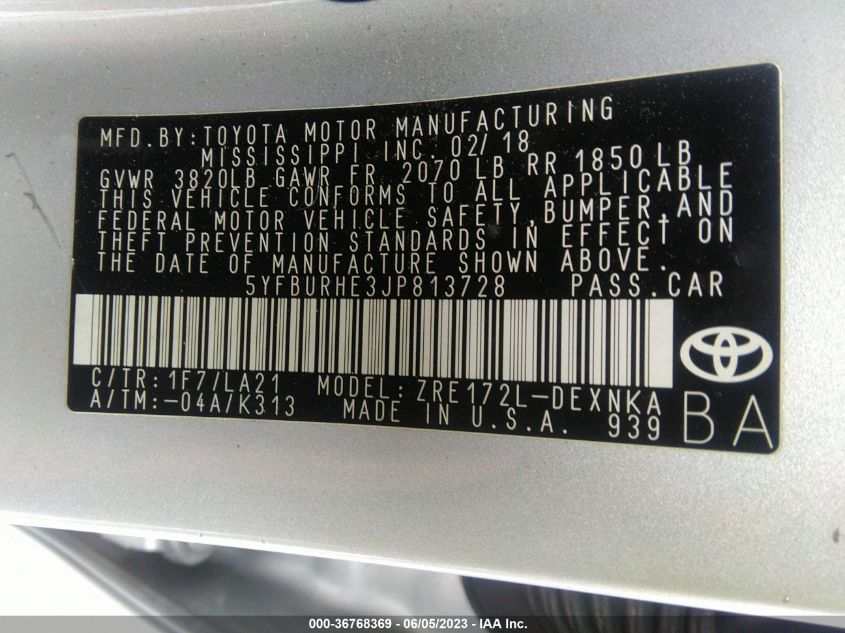 MFD.BY:TOYOTA MOTOR MANUFACTURING
MISSISSIPPI INC. 02/18
GVWR 3820LB GAWR FR 2070 LB RR 1850 LB
THIS VEHICLE CONFORMS TO ALL APPLICABLE
FEDERAL MOTOR VEHICLE SAFETY,BUMPER,AND
THEFT PREVENTION STANDARDS IN EFFECT ON
THE DATE OF MANUFACTURE SHOWN ABOVE.
5YFBURHE3JP813728 PASS.CAR
C/TR:1F7/LA21 MODEL:ZRE172L-DEXNKA
A/TM:-04A/K313 MADE IN U.S.A. 939 BA
000-36768369 - 06/05/2023 - IAA Inc.